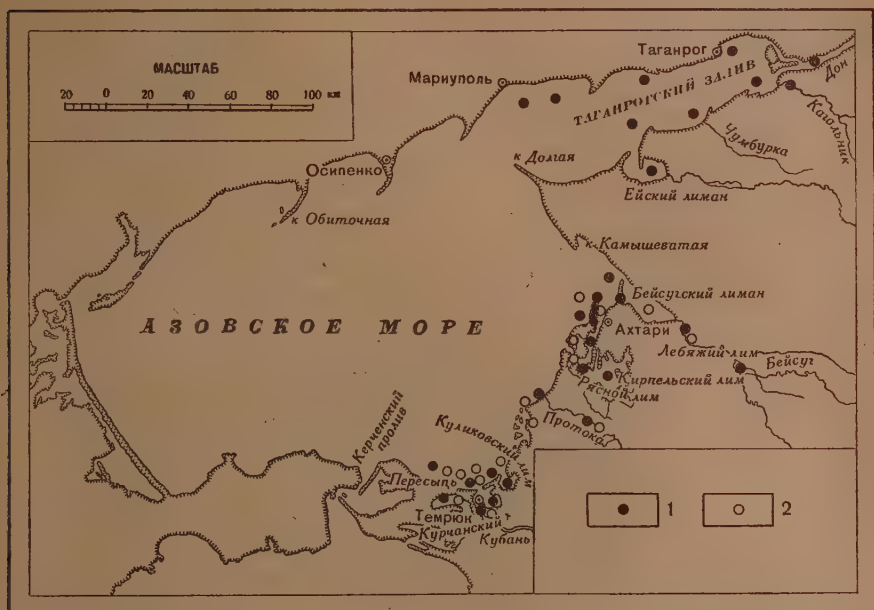 МАСШТАБ
20 0 20 40 60 80 100 км
Таганрог
Мариуполь
ТАГАНРОГСКИЙ ЗАЛИВ
Дон
Кагальник
Чумбурка
Осипенко
к Долгая
Ейский лиман
к Обиточная
к. Камышеватая
Бейсугский лиман
АЗОВСКОЕ МОРЕ
Ахтари
Лебяжий лим
Бейсуг
Кирпельский лим
Рясной лим
Протока
Куликовский лим
Керченский пролив
Пересыпь
Темрюк
Курчанский
Кубань
1 2